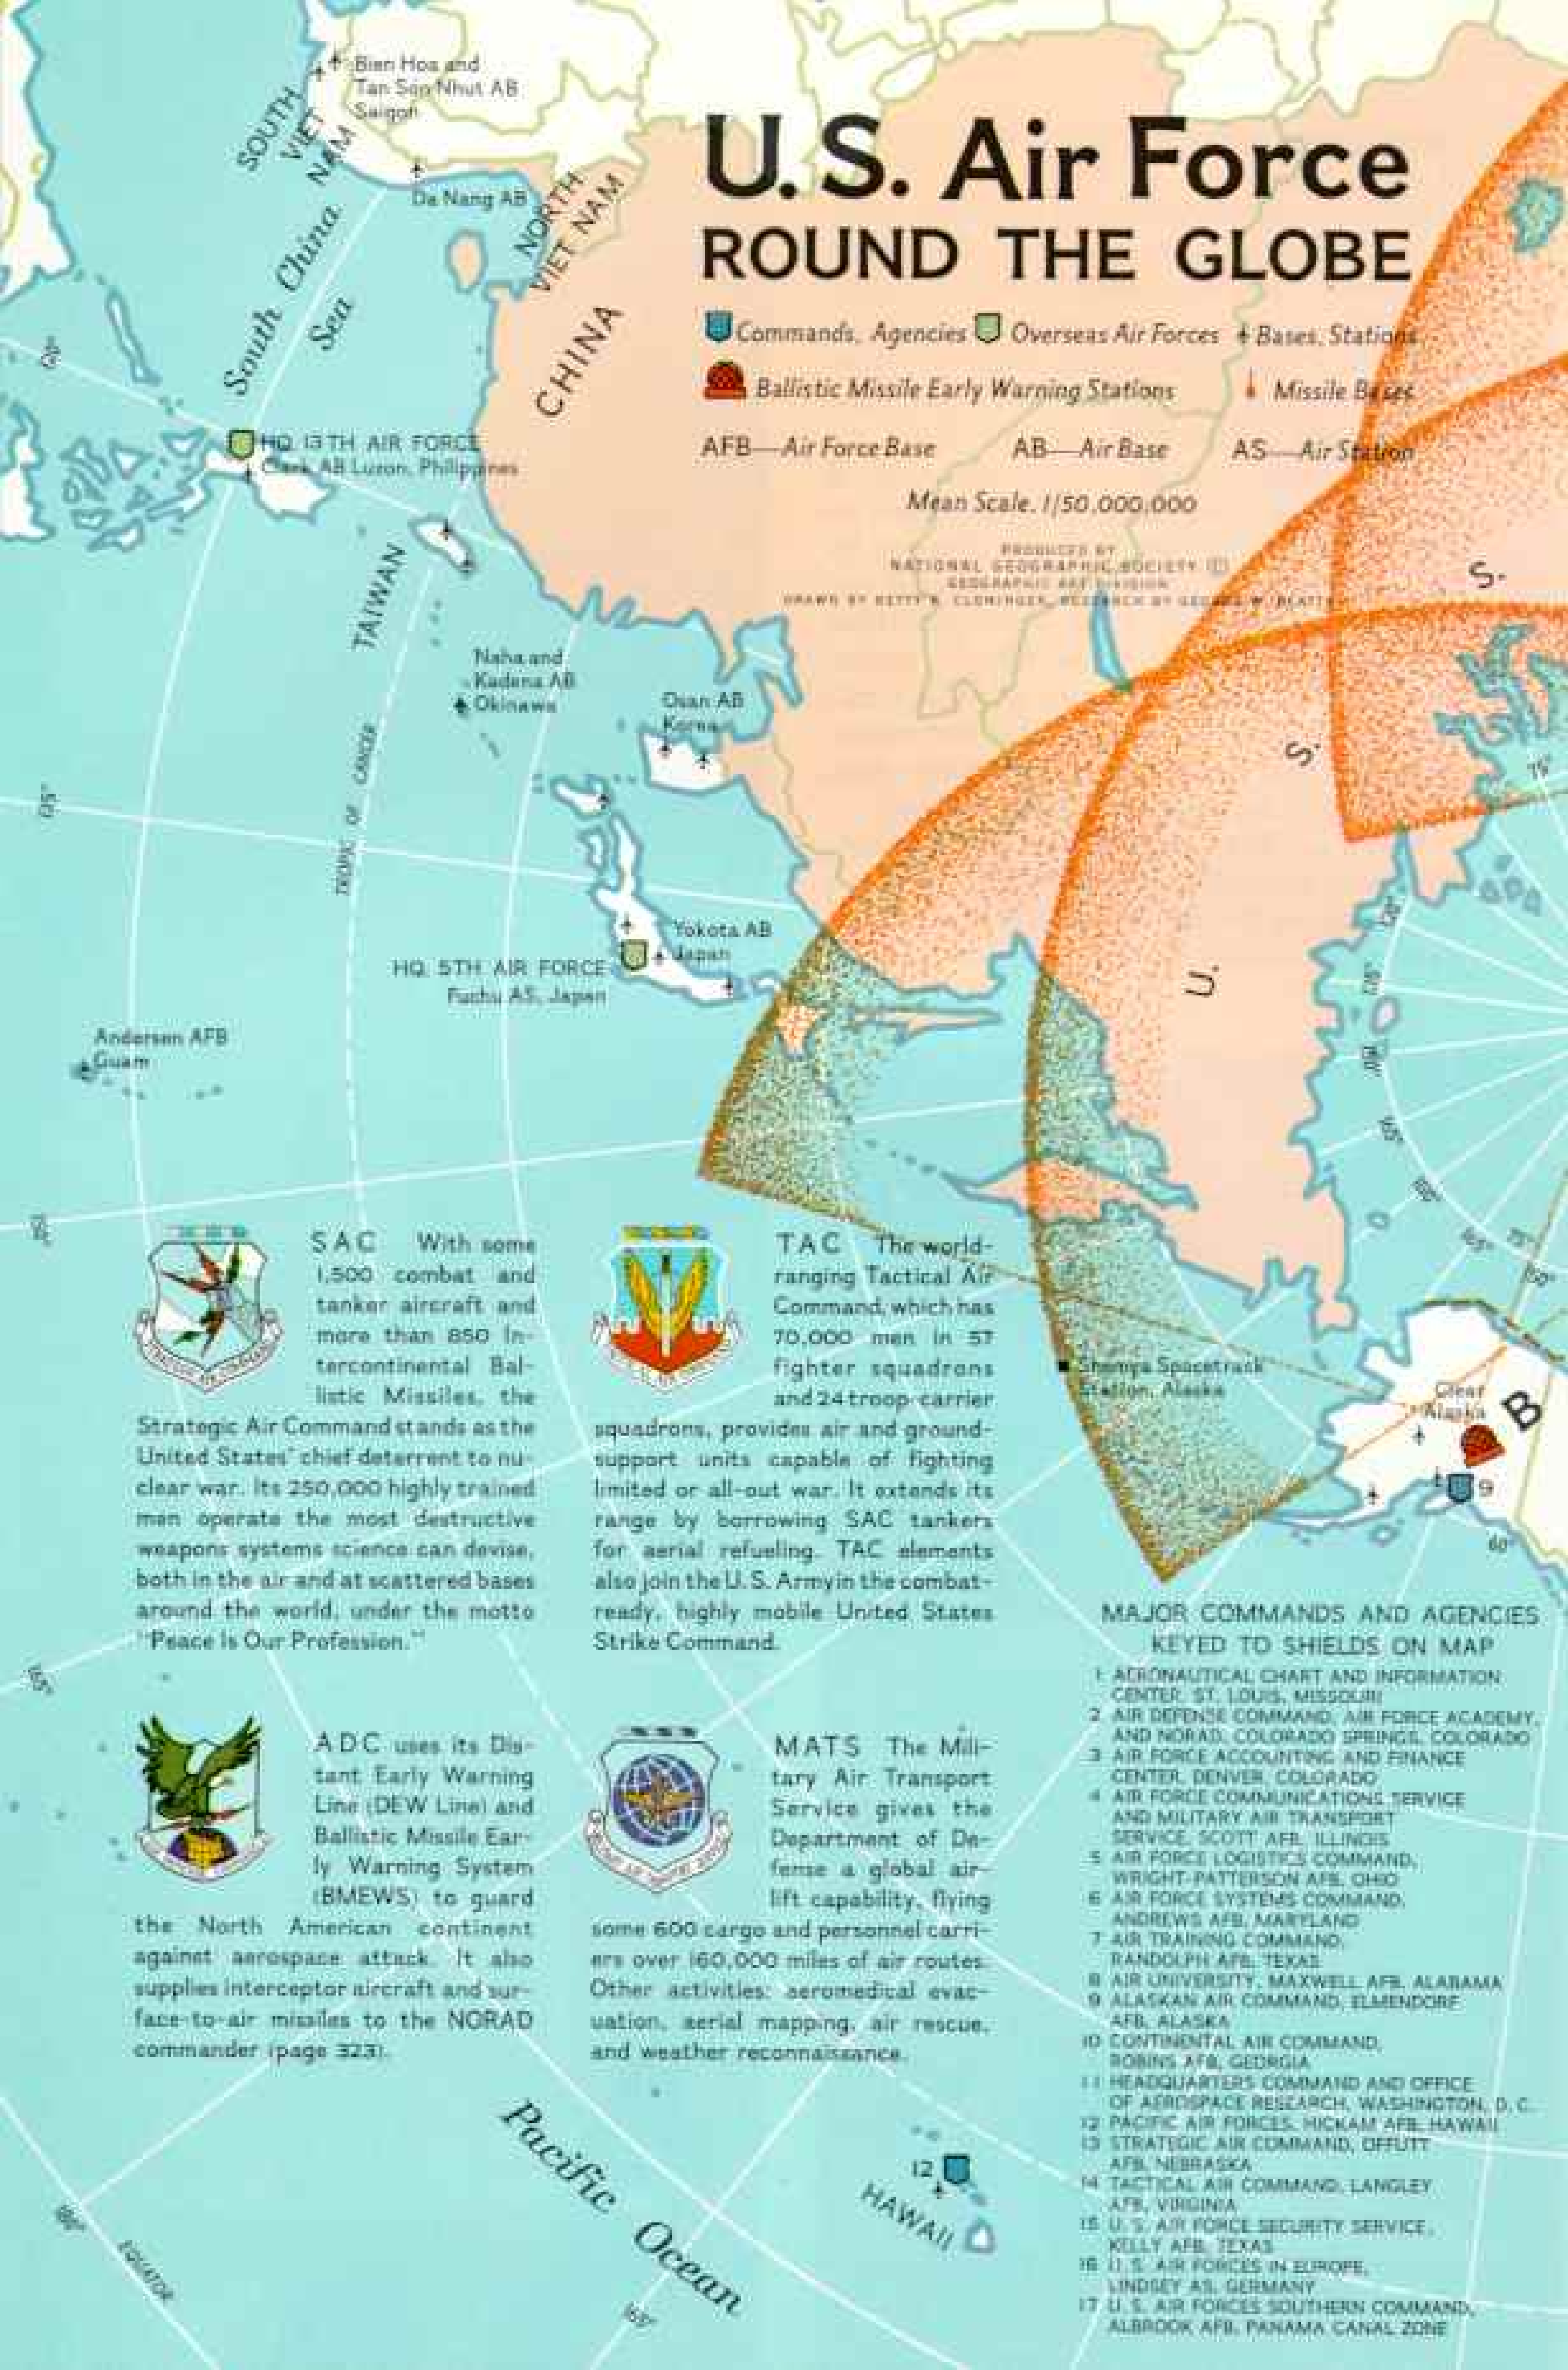 Bien Hoa and
Tan Son Nhut AB
Saigon
SOUTH
VIET
NAM
Da Nang AB
NORTH
VIET NAM
South China
Sea
CHINA
U.S. Air Force
ROUND THE GLOBE
Commands, Agencies
Overseas Air Forces
Bases, Stations
Ballistic Missile Early Warning Stations
Missile Bases
AFB—Air Force Base
AB—Air Base
AS—Air Station
Mean Scale, 1/50,000,000
PRODUCED BY
NATIONAL GEOGRAPHIC SOCIETY ©
GEOGRAPHIC ART DIVISION
DRAWN BY BETTY CLONINGER, RESEARCH BY GEORGE W. BEATTY
120°
HQ. 13TH AIR FORCE
Clark AB Luzon, Philippines
TAIWAN
Naha and
Kadena AB
Okinawa
Osan AB
Korea
TROPIC OF CANCER
135°
U. S. S.
75°
Yokota AB
Japan
HQ. 5TH AIR FORCE
Fuchu AS, Japan
Andersen AFB
Guam
150°
Shemya Spacetrack
Station, Alaska
Clear
Alaska
B
9
60°
SAC With some
1,500 combat and
tanker aircraft and
more than 850 In-
tercontinental Bal-
listic Missiles, the
Strategic Air Command stands as the
United States' chief deterrent to nu-
clear war. Its 250,000 highly trained
men operate the most destructive
weapons systems science can devise,
both in the air and at scattered bases
around the world, under the motto
"Peace Is Our Profession."
TAC The world-
ranging Tactical Air
Command, which has
70,000 men in 57
fighter squadrons
and 24 troop-carrier
squadrons, provides air and ground-
support units capable of fighting
limited or all-out war. It extends its
range by borrowing SAC tankers
for aerial refueling. TAC elements
also join the U.S. Army in the combat-
ready, highly mobile United States
Strike Command.
165°
ADC uses its Dis-
tant Early Warning
Line (DEW Line) and
Ballistic Missile Ear-
ly Warning System
(BMEWS) to guard
the North American continent
against aerospace attack. It also
supplies interceptor aircraft and sur-
face-to-air missiles to the NORAD
commander (page 323).
MATS The Mili-
tary Air Transport
Service gives the
Department of De-
fense a global air-
lift capability, flying
some 600 cargo and personnel carri-
ers over 160,000 miles of air routes.
Other activities: aeromedical evac-
uation, aerial mapping, air rescue,
and weather reconnaissance.
MAJOR COMMANDS AND AGENCIES
KEYED TO SHIELDS ON MAP
1 AERONAUTICAL CHART AND INFORMATION
CENTER, ST. LOUIS, MISSOURI
2 AIR DEFENSE COMMAND, AIR FORCE ACADEMY,
AND NORAD, COLORADO SPRINGS, COLORADO
3 AIR FORCE ACCOUNTING AND FINANCE
CENTER, DENVER, COLORADO
4 AIR FORCE COMMUNICATIONS SERVICE
AND MILITARY AIR TRANSPORT
SERVICE, SCOTT AFB, ILLINOIS
5 AIR FORCE LOGISTICS COMMAND,
WRIGHT-PATTERSON AFB, OHIO
6 AIR FORCE SYSTEMS COMMAND,
ANDREWS AFB, MARYLAND
7 AIR TRAINING COMMAND,
RANDOLPH AFB, TEXAS
8 AIR UNIVERSITY, MAXWELL AFB, ALABAMA
9 ALASKAN AIR COMMAND, ELMENDORF
AFB, ALASKA
10 CONTINENTAL AIR COMMAND,
ROBINS AFB, GEORGIA
11 HEADQUARTERS COMMAND AND OFFICE
OF AEROSPACE RESEARCH, WASHINGTON, D. C.
12 PACIFIC AIR FORCES, HICKAM AFB, HAWAII
13 STRATEGIC AIR COMMAND, OFFUTT
AFB, NEBRASKA
14 TACTICAL AIR COMMAND, LANGLEY
AFB, VIRGINIA
15 U. S. AIR FORCE SECURITY SERVICE,
KELLY AFB, TEXAS
16 U. S. AIR FORCES IN EUROPE,
LINDSEY AS, GERMANY
17 U. S. AIR FORCES SOUTHERN COMMAND,
ALBROOK AFB, PANAMA CANAL ZONE
Pacific Ocean
12
HAWAII
180°
EQUATOR
165°